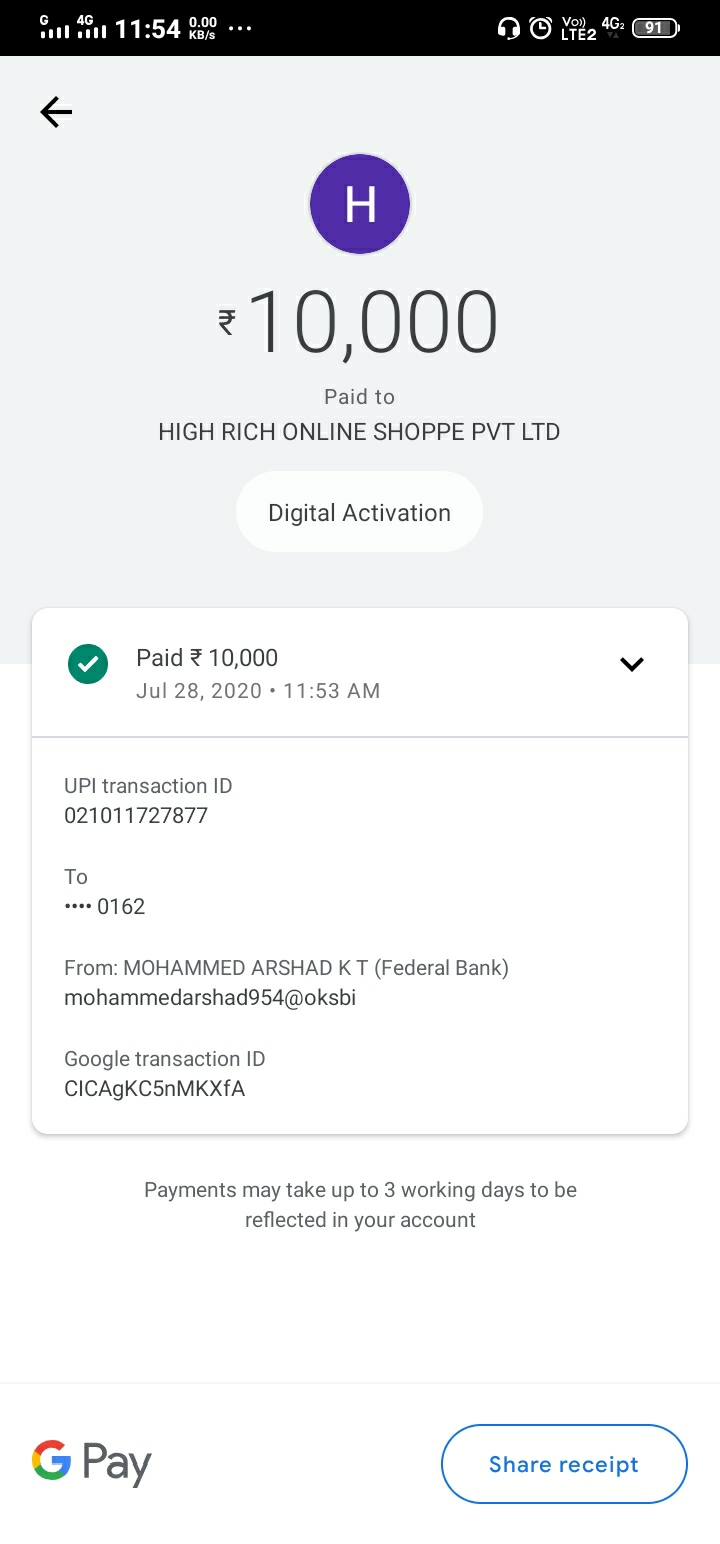 G 4G 11:54 0.00 KB/s ... Vo)) LTE2 4G2 91
H
₹10,000
Paid to
HIGH RICH ONLINE SHOPPE PVT LTD
Digital Activation
Paid ₹ 10,000
Jul 28, 2020 • 11:53 AM
UPI transaction ID
021011727877
To
•••• 0162
From: MOHAMMED ARSHAD K T (Federal Bank)
mohammedarshad954@oksbi
Google transaction ID
CICAgKC5nMKXfA
Payments may take up to 3 working days to be
reflected in your account
G Pay
Share receipt